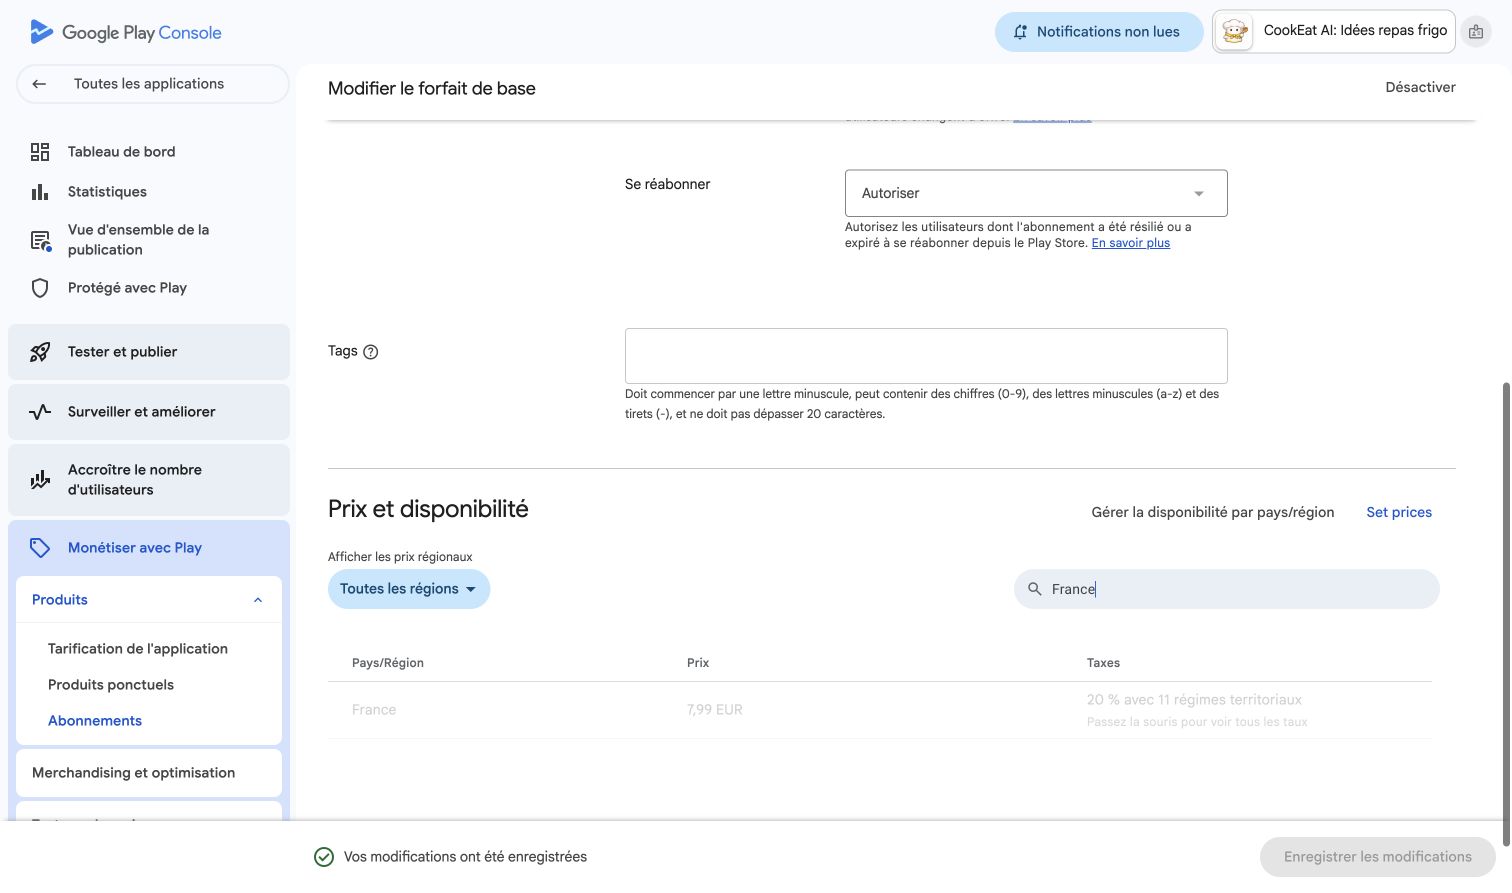 Google Play Console
Notifications non lues
CookEat AI: Idées repas frigo
Toutes les applications
Modifier le forfait de base
Désactiver
Tableau de bord
Statistiques
Vue d'ensemble de la
publication
Protégé avec Play
Tester et publier
Surveiller et améliorer
Accroître le nombre
d'utilisateurs
Monétiser avec Play
Produits
Tarification de l'application
Produits ponctuels
Abonnements
Merchandising et optimisation
Se réabonner
Autoriser
Autorisez les utilisateurs dont l'abonnement a été résilié ou a
expiré à se réabonner depuis le Play Store. En savoir plus
Tags
Doit commencer par une lettre minuscule, peut contenir des chiffres (0-9), des lettres minuscules (a-z) et des
tirets (-), et ne doit pas dépasser 20 caractères.
Prix et disponibilité
Gérer la disponibilité par pays/région
Set prices
Afficher les prix régionaux
Toutes les régions
France
Pays/Région
Prix
Taxes
France
7,99 EUR
20 % avec 11 régimes territoriaux
Passez la souris pour voir tous les taux
Vos modifications ont été enregistrées
Enregistrer les modifications